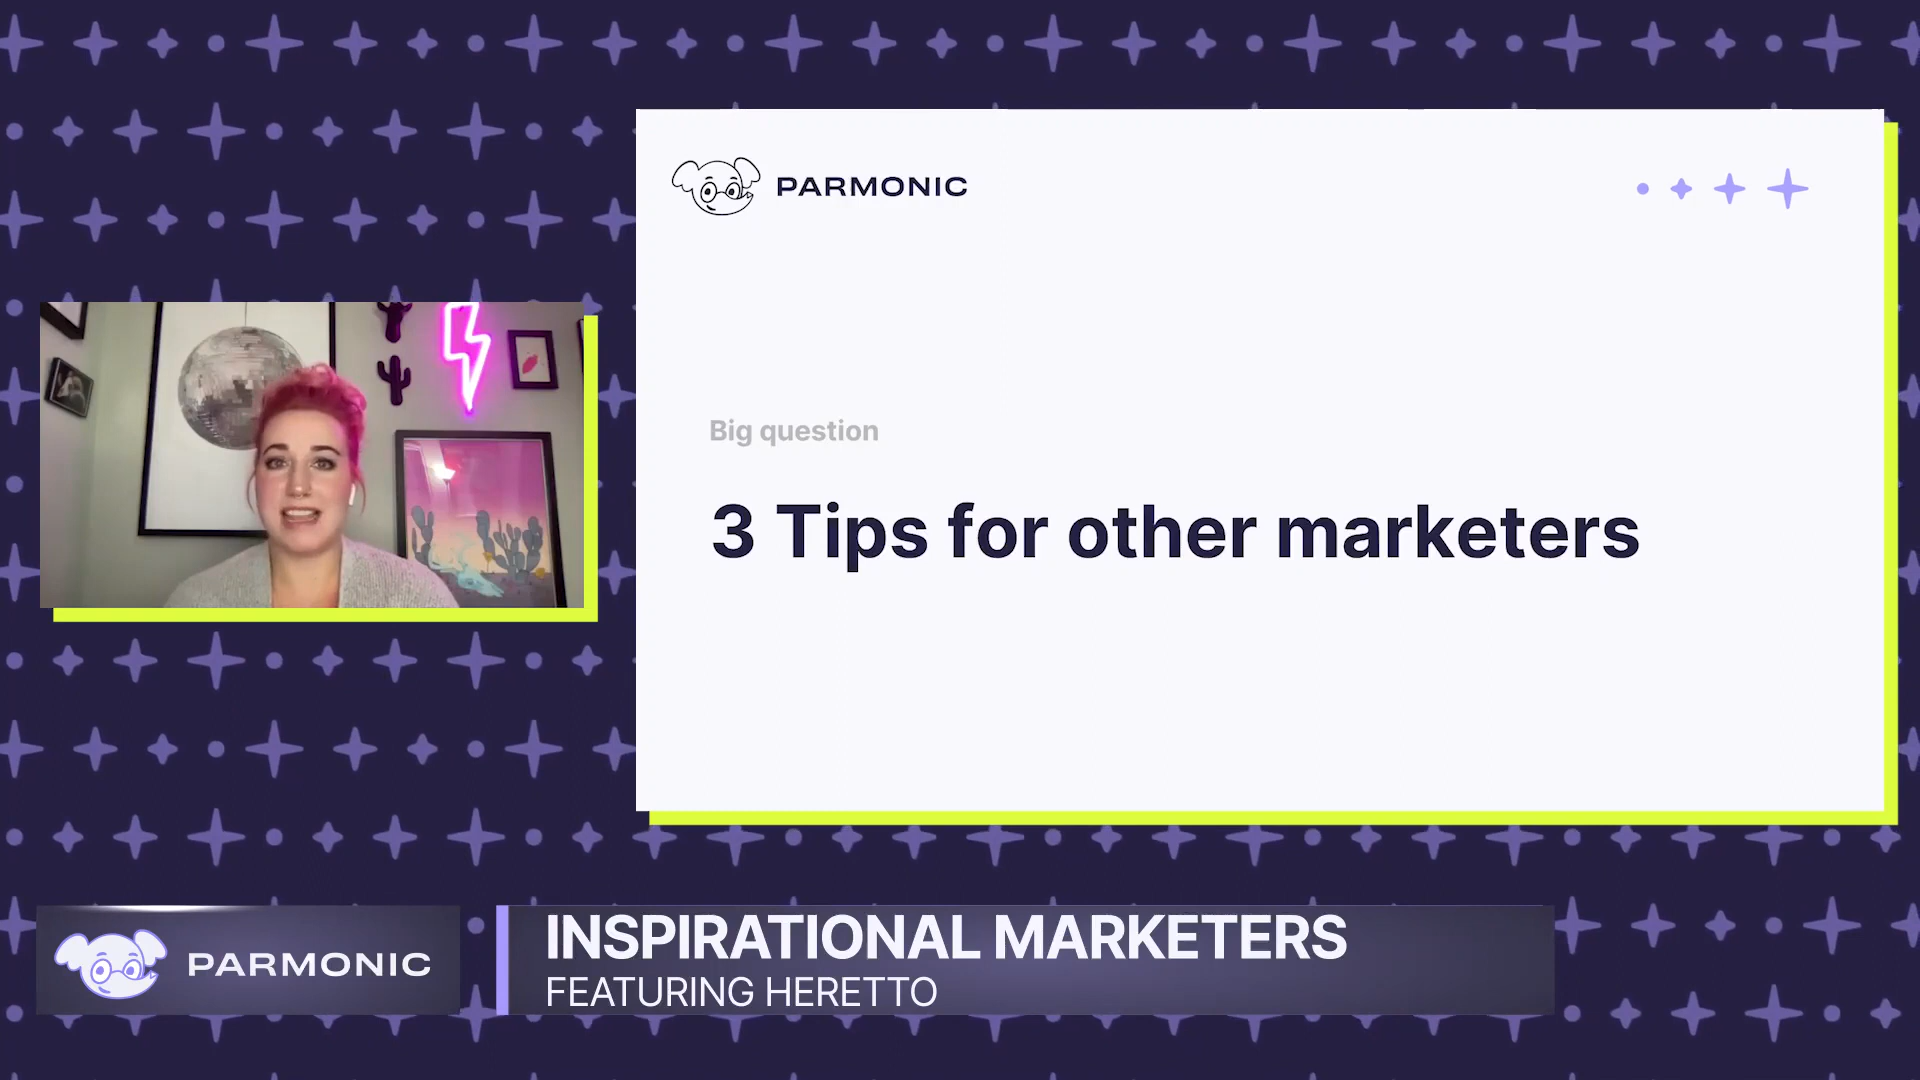 PARMONIC
Big question
3 Tips for other marketers
PARMONIC
INSPIRATIONAL MARKETERS
FEATURING HERETTO